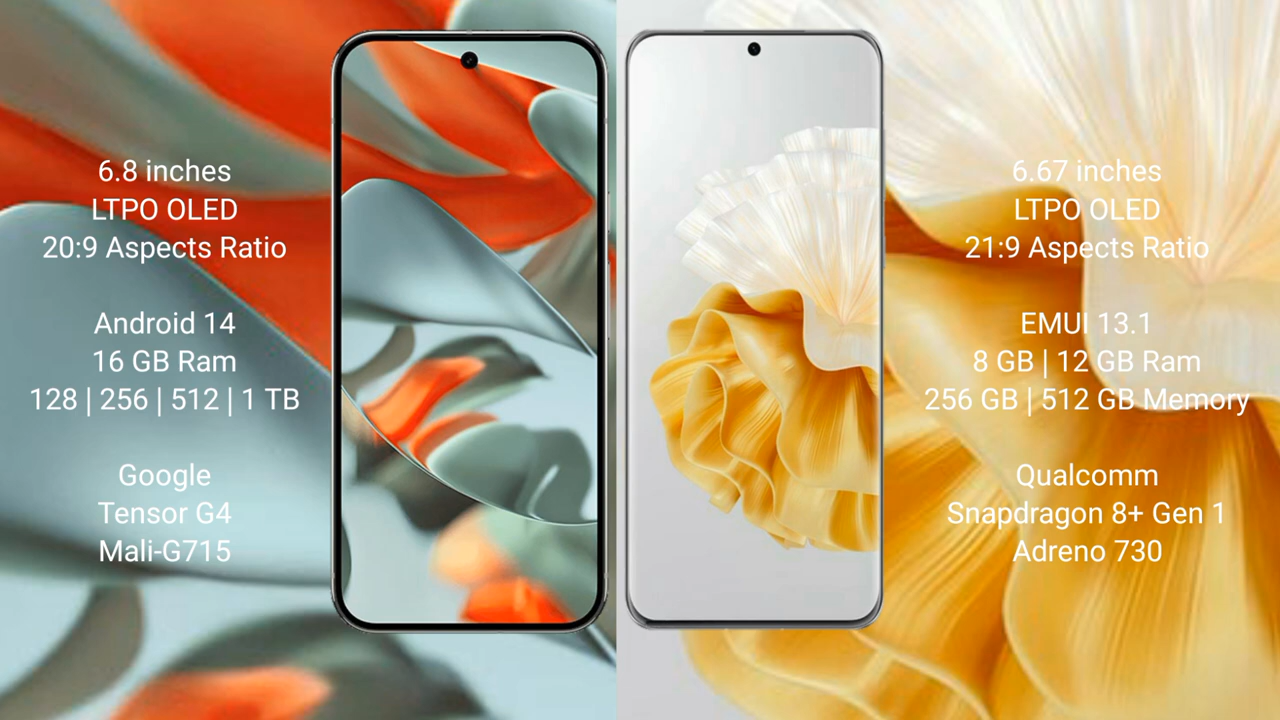 6.8 inches
LTPO OLED
20:9 Aspects Ratio
Android 14
16 GB Ram
128 | 256 | 512 | 1 TB
Google
Tensor G4
Mali-G715
6.67 inches
LTPO OLED
21:9 Aspects Ratio
EMUI 13.1
8 GB | 12 GB Ram
256 GB | 512 GB Memory
Qualcomm
Snapdragon 8+ Gen 1
Adreno 730